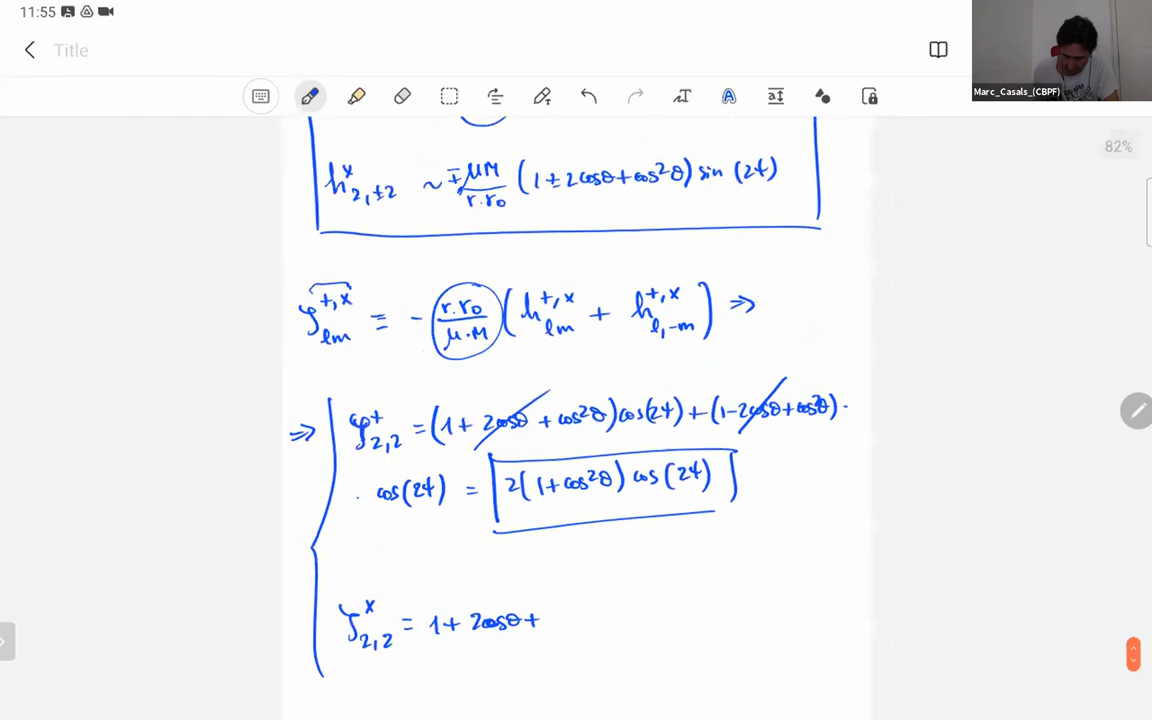 11:55
Title
Marc_Casals_(CBPF)
82%
h^x_{2,±2} ~ ∓ μM/(r·r₀) (1±2cosθ+cos²θ) sin(2φ)
ζ^{+,x}_{lm} ≡ - (r·r₀)/(μ·M) (h^{+,x}_{lm} + h^{+,x}_{l,-m}) ⇒
⇒ { ζ^+_{2,2} = (1+2cosθ+cos²θ)cos(2φ)+(1-2cosθ+cos²θ)·
· cos(2φ) = 2(1+cos²θ) cos(2φ)
ζ^x_{2,2} = 1+2cosθ+